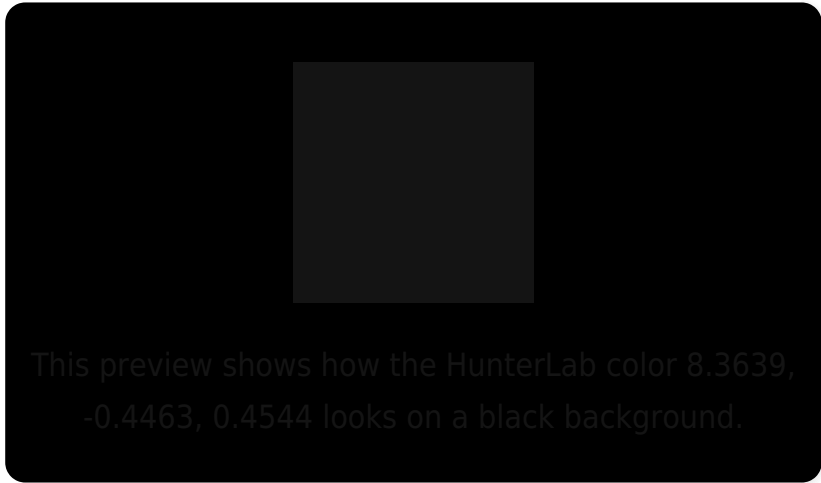 This preview shows how the HunterLab color 8.3639,
-0.4463, 0.4544 looks on a black background.